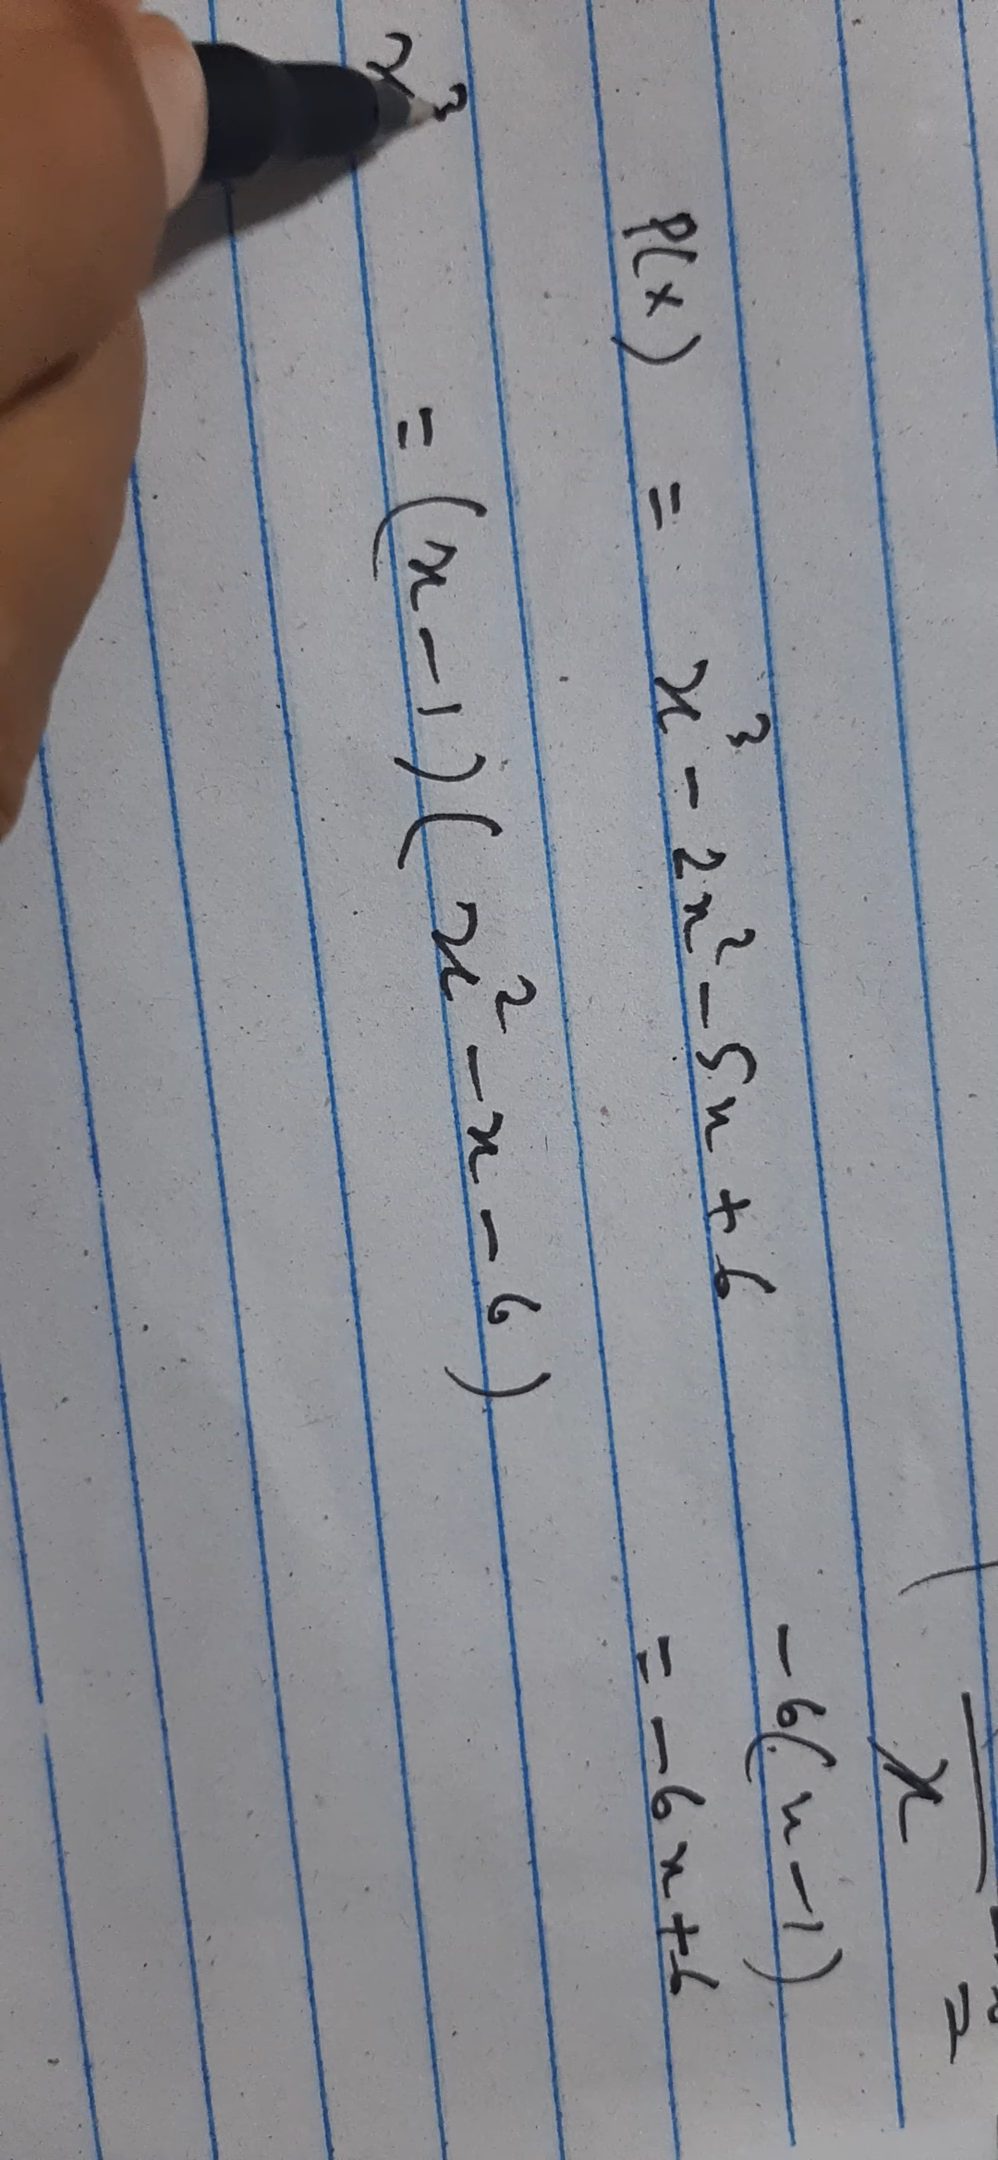 x
-6(x-1)
P(x) = x³ - 2x² - 5x + 6
= -6x+6
= (x-1)(x² - x - 6)
x³